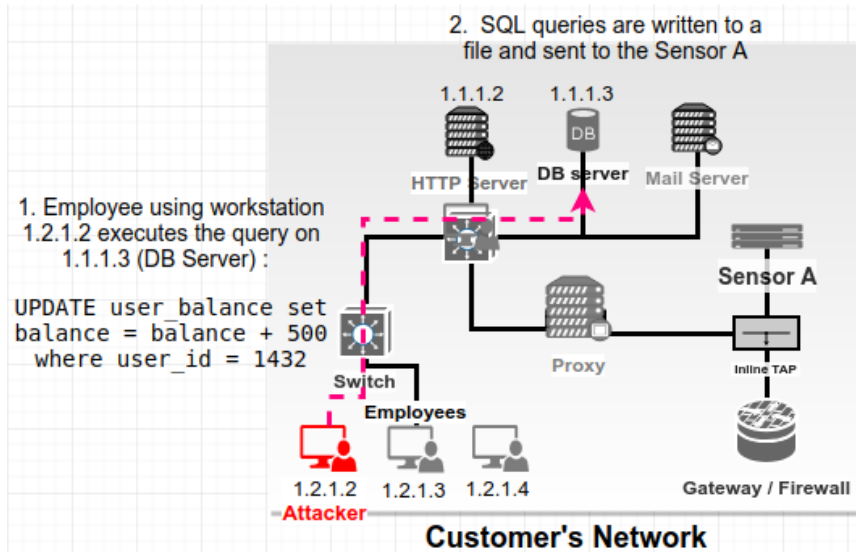 2. SQL queries are written to a
file and sent to the Sensor A
1.1.1.2
1.1.1.3
DB
HTTP Server
DB server
Mail Server
1. Employee using workstation
1.2.1.2 executes the query on
1.1.1.3 (DB Server) :
UPDATE user_balance set
balance = balance + 500
where user_id = 1432
Sensor A
Proxy
Inline TAP
Switch
Employees
1.2.1.2
1.2.1.3
1.2.1.4
Attacker
Gateway / Firewall
Customer's Network